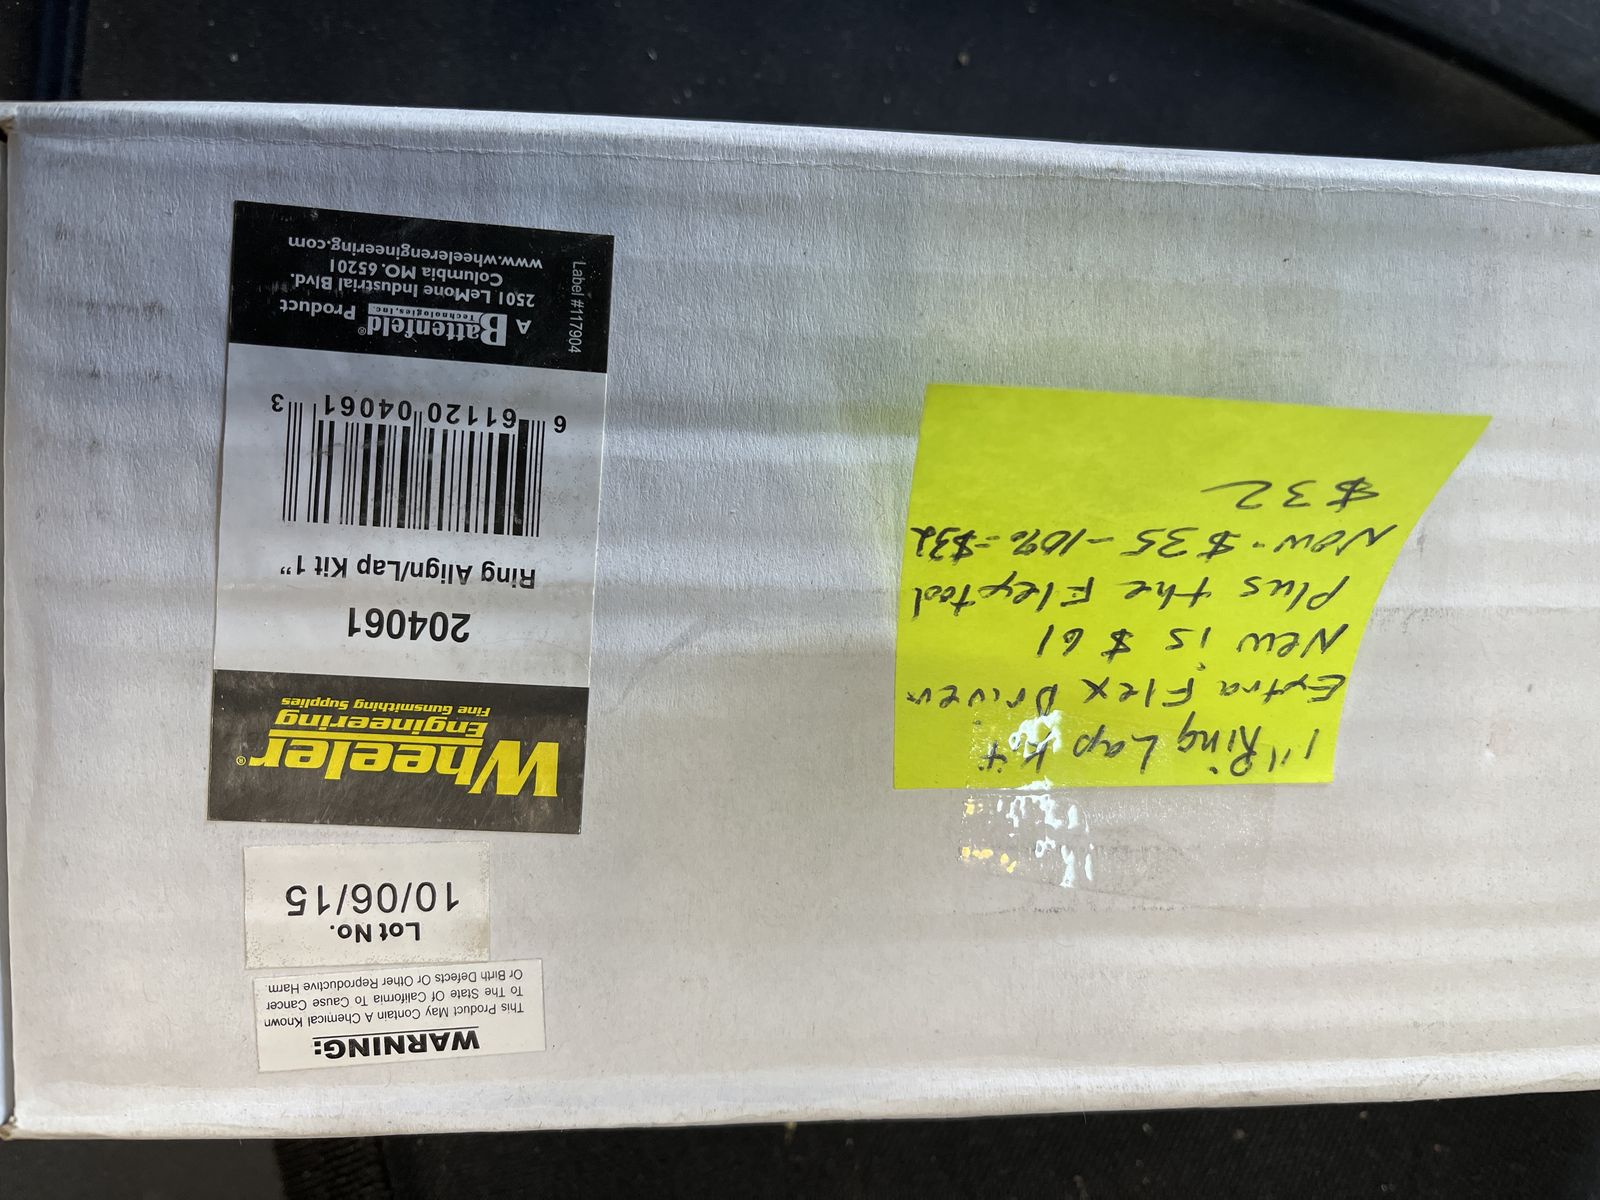 WARNING:
This Product May Contain A Chemical Known
To The State Of California To Cause Cancer
Or Birth Defects Or Other Reproductive Harm.
Lot No.
10/06/15
Wheeler®
Engineering
Fine Gunsmithing Supplies
204061
Ring Align/Lap Kit 1"
6 61120 04061 3
A Battenfeld® Product
Technologies, Inc.
2501 LeMone Industrial Blvd.
Columbia MO. 65201
www.wheelerengineering.com
Label #117904
1" Ring Lap Kit
Extra Flex Driver
New is $61
Plus the Flextool
Now - $35 - 10% = $32
$32